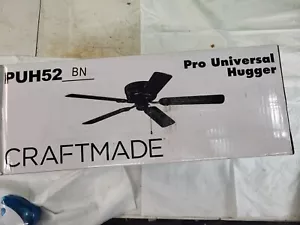 PUH52 BN
Pro Universal
Hugger
CRAFTMADE